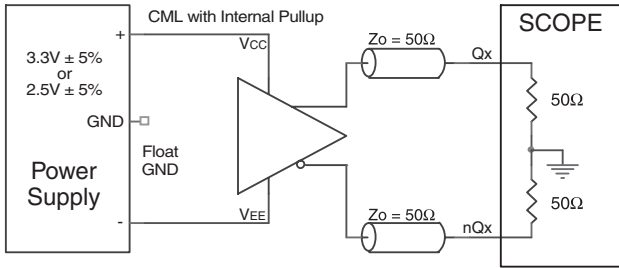 CML with Internal Pullup
SCOPE
+
VCC
Zo = 50Ω
Qx
3.3V ± 5%
or
2.5V ± 5%
50Ω
GND
Float
GND
Power
Supply
50Ω
-
VEE
Zo = 50Ω
nQx